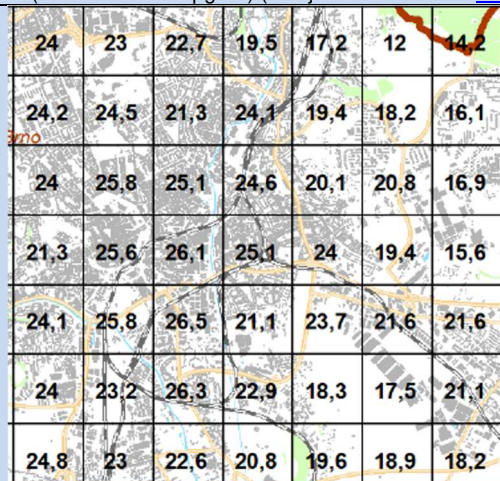 24 23 22,7 19,5 17,2 12 14,2
24,2 24,5 21,3 24,1 19,4 18,2 16,1
rno
24 25,8 25,1 24,6 20,1 20,8 16,9
21,3 25,6 26,1 25,1 24 19,4 15,6
24,1 25,8 26,5 21,1 23,7 21,6 21,6
24 23,2 26,3 22,9 18,3 17,5 21,1
24,8 23 22,6 20,8 19,6 18,9 18,2